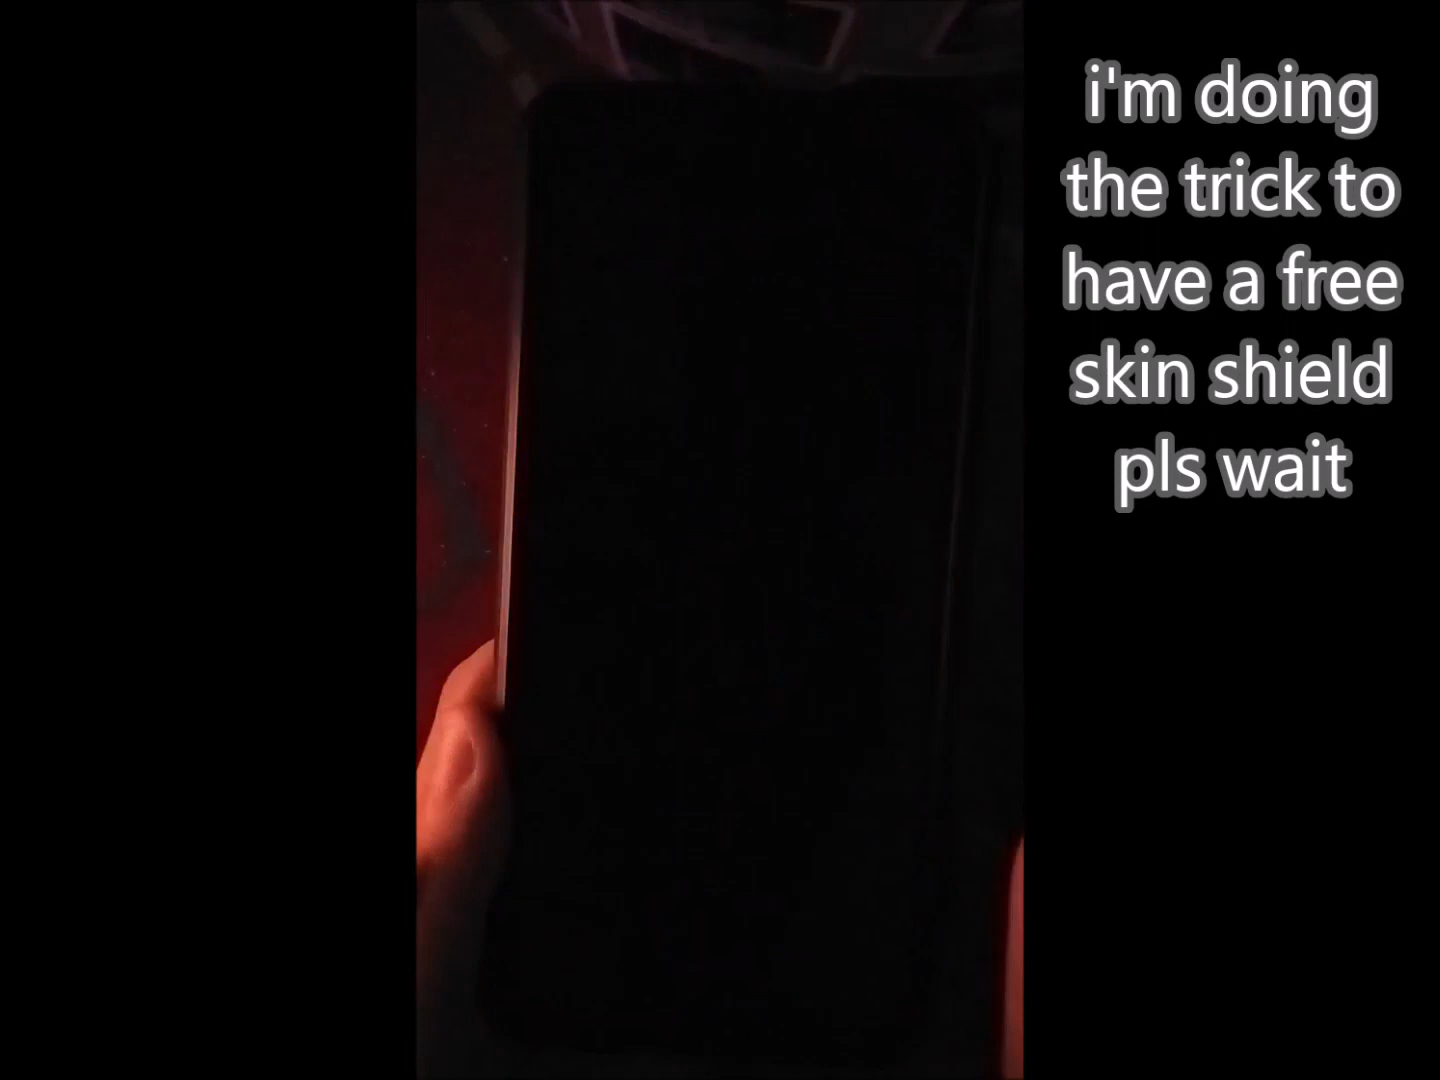 i'm doing
the trick to
have a free
skin shield
pls wait